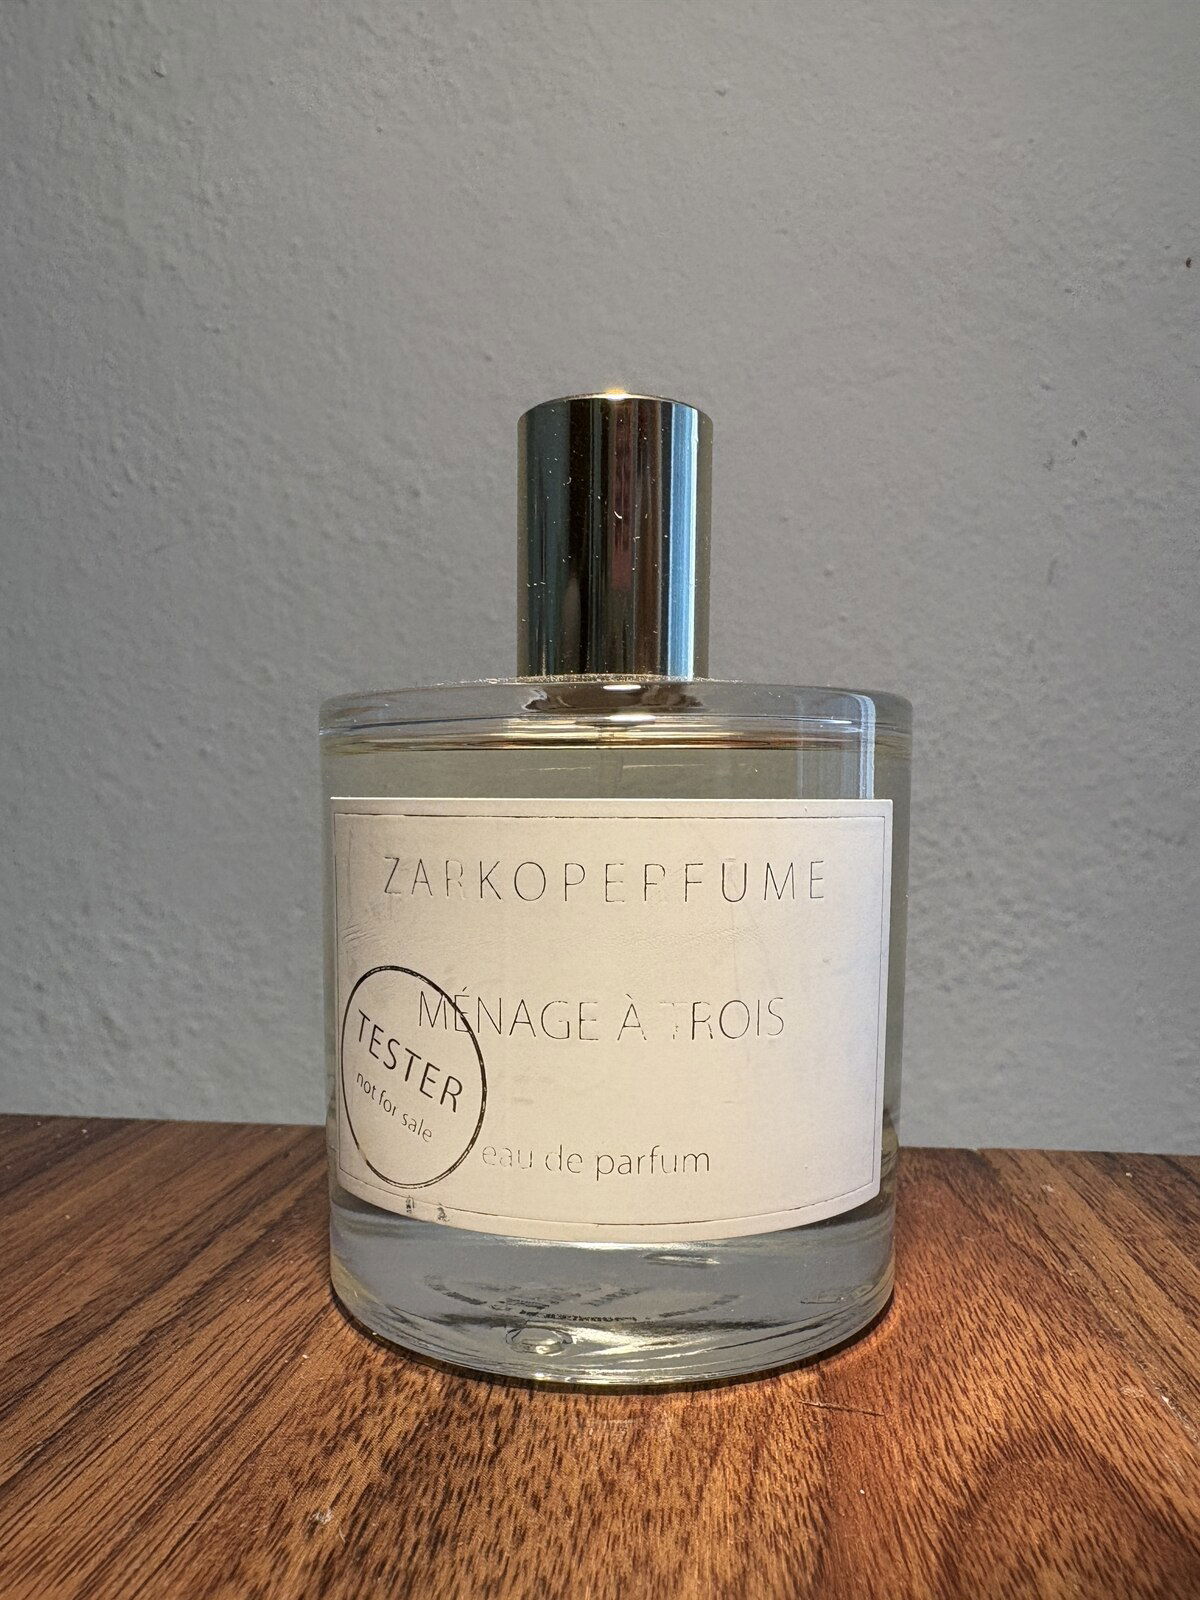 ZARKOPERFUME
MÉNAGE À TROIS
TESTER
not for sale
eau de parfum